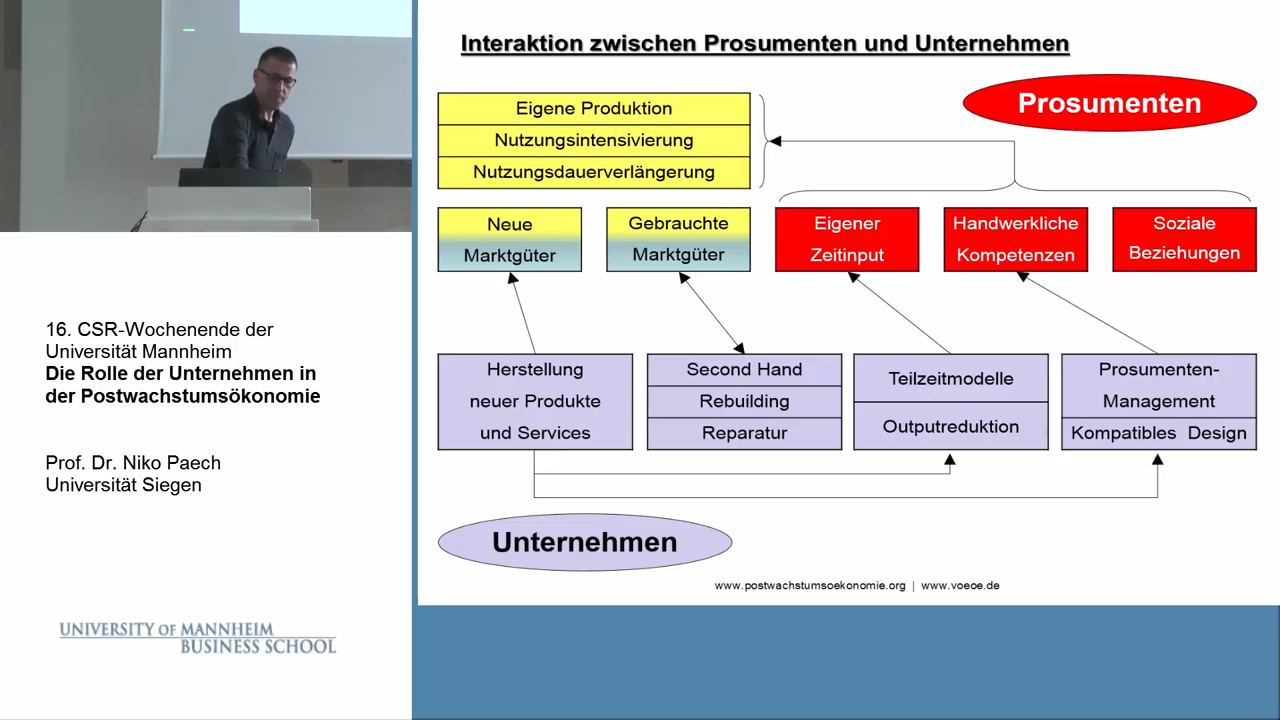 Interaktion zwischen Prosumenten und Unternehmen
Prosumenten
Eigene Produktion
Nutzungsintensivierung
Nutzungsdauerverlängerung
Neue
Marktgüter
Gebrauchte
Marktgüter
Eigener
Zeitinput
Handwerkliche
Kompetenzen
Soziale
Beziehungen
Herstellung
neuer Produkte
und Services
Second Hand
Rebuilding
Reparatur
Teilzeitmodelle
Outputreduktion
Prosumenten-
Management
Kompatibles Design
Unternehmen
www.postwachstumsoekonomie.org | www.voeoe.de
16. CSR-Wochenende der
Universität Mannheim
Die Rolle der Unternehmen in
der Postwachstumsökonomie
Prof. Dr. Niko Paech
Universität Siegen
UNIVERSITY OF MANNHEIM
BUSINESS SCHOOL